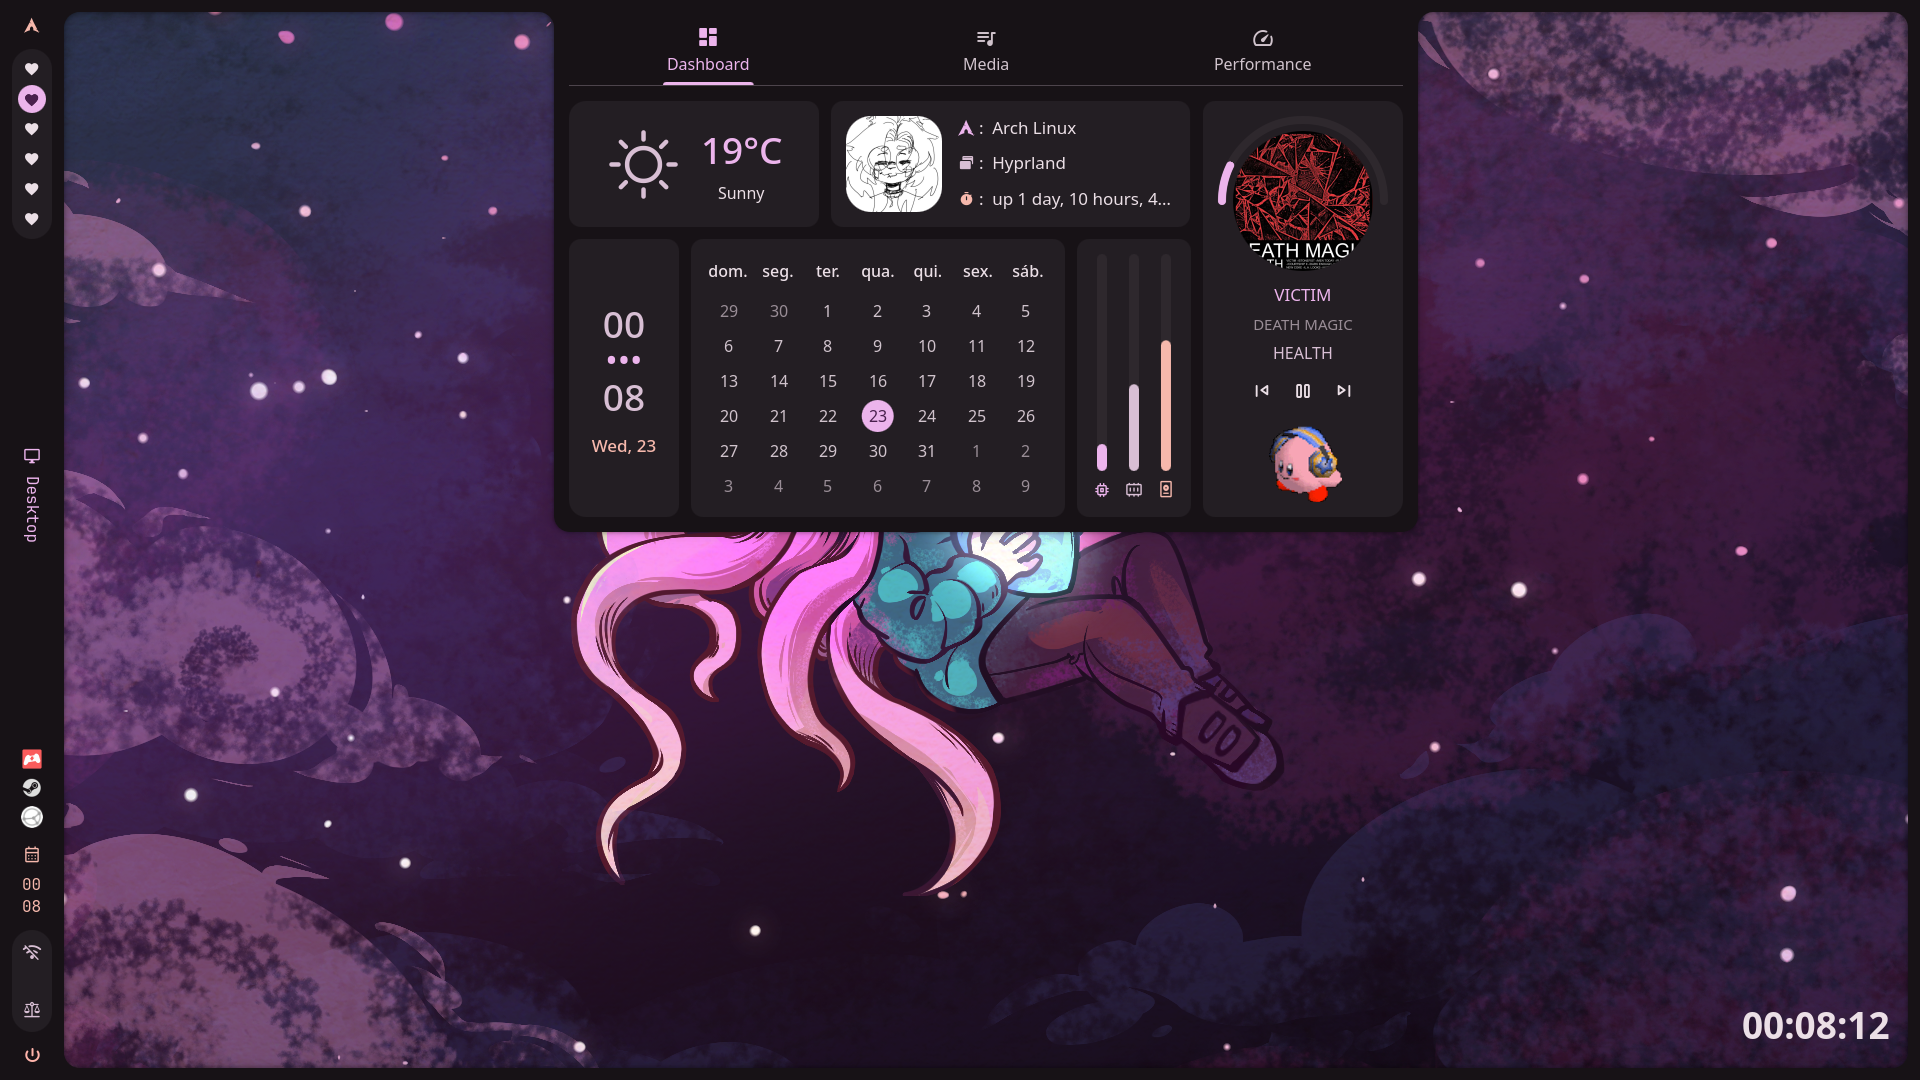 Dashboard
Media
Performance
19°C
Sunny
: Arch Linux
: Hyprland
: up 1 day, 10 hours, 4...
00
08
Wed, 23
dom. seg. ter. qua. qui. sex. sáb.
29 30 1 2 3 4 5
6 7 8 9 10 11 12
13 14 15 16 17 18 19
20 21 22 23 24 25 26
27 28 29 30 31 1 2
3 4 5 6 7 8 9
EATH MAGI
TH
VICTIM
DEATH MAGIC
HEALTH
Desktop
00
08
00:08:12